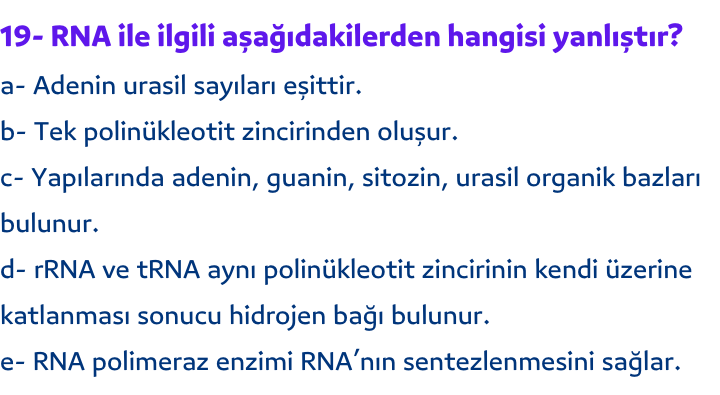 19- RNA ile ilgili aşağıdakilerden hangisi yanlıştır?
a- Adenin urasil sayıları eşittir.
b- Tek polinükleotit zincirinden oluşur.
c- Yapılarında adenin, guanin, sitozin, urasil organik bazları
bulunur.
d- rRNA ve tRNA aynı polinükleotit zincirinin kendi üzerine
katlanması sonucu hidrojen bağı bulunur.
e- RNA polimeraz enzimi RNA’nın sentezlenmesini sağlar.